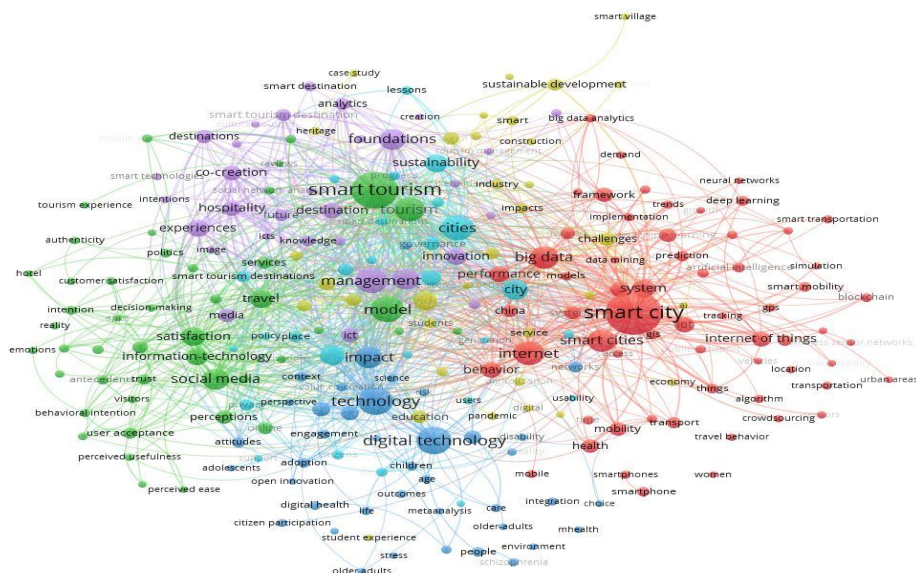 smart village
case study
smart destination
lessons
sustainable development
analytics
smart tourism destination
creation
smart
big data analytics
heritage
construction
destinations
foundations
demand
reviews
sustainability
co-creation
smart technologies
smart tourism
industry
framework
neural networks
trends
deep learning
tourism experience
intentions
hospitality
future
destination
tourism
impacts
implementation
smart transportation
experiences
cities
challenges
authenticity
image
icts
knowledge
governance
politics
innovation
big data
data mining
prediction
services
hotel
smart tourism destinations
performance
models
artificial intelligence
simulation
customer satisfaction
management
city
system
smart mobility
intention
decision-making
travel
media
model
china
smart city
ai
blockchain
reality
tracking
gps
students
iot
satisfaction
policy
place
ict
service
smart cities
gis
internet of things
emotions
information-technology
impact
internet
networks
location
antecedents
trust
social media
context
science
behavior
economy
vehicles
transportation
urban areas
behavioral intention
visitors
perspective
technology
users
usability
things
algorithm
perceptions
education
pandemic
digital
crowdsourcing
user acceptance
online
attitudes
engagement
digital technology
disability
mobility
transport
travel behavior
perceived usefulness
support
adolescents
adoption
children
health
open innovation
age
mobile
smartphones
women
perceived ease
outcomes
smartphone
digital health
life
metaanalysis
care
integration
choice
citizen participation
older-adults
mhealth
student experience
environment
stress
people
schizophrenia
older adults